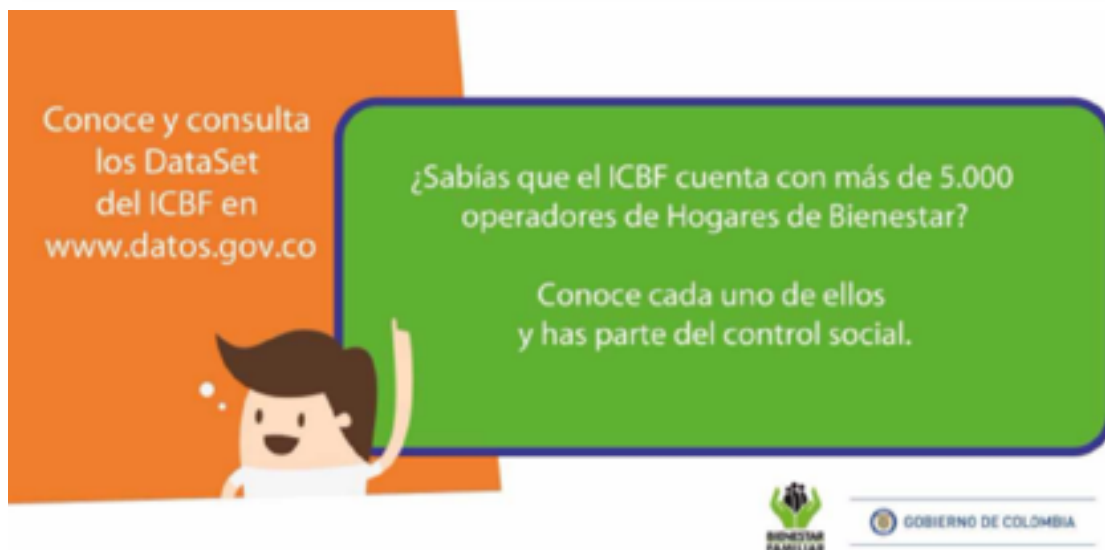 Conoce y consulta
los DataSet
del ICBF en
www.datos.gov.co
¿Sabías que el ICBF cuenta con más de 5.000
operadores de Hogares de Bienestar?
Conoce cada uno de ellos
y has parte del control social.
BIENESTAR
FAMILIAR
GOBIERNO DE COLOMBIA